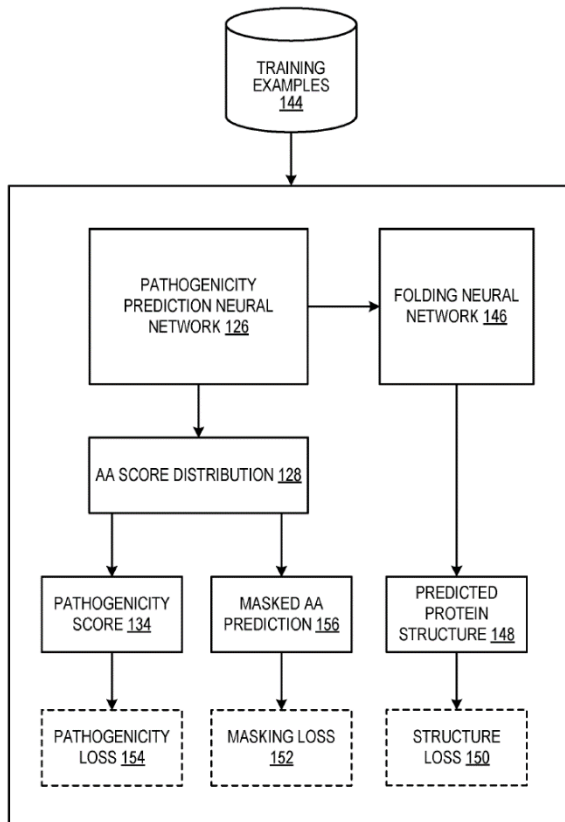 TRAINING
EXAMPLES
144
PATHOGENICITY
PREDICTION NEURAL
NETWORK 126
FOLDING NEURAL
NETWORK 146
AA SCORE DISTRIBUTION 128
PATHOGENICITY
SCORE 134
MASKED AA
PREDICTION 156
PREDICTED
PROTEIN
STRUCTURE 148
PATHOGENICITY
LOSS 154
MASKING LOSS
152
STRUCTURE
LOSS 150